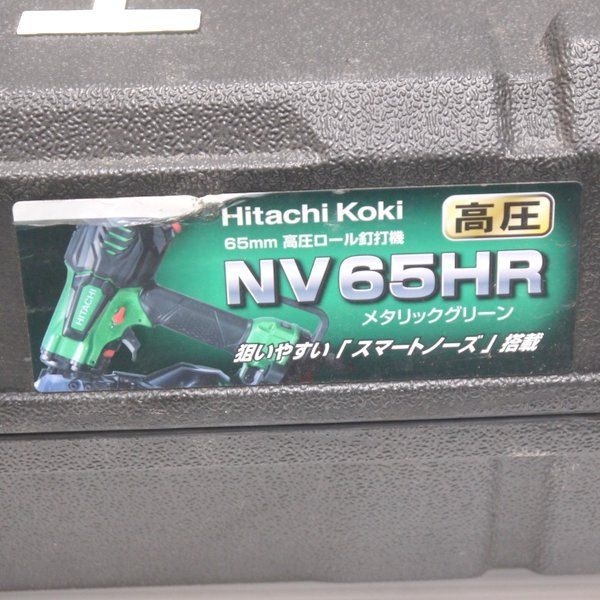 Hitachi Koki
高圧
65mm 高圧ロール釘打機
NV65HR
メタリックグリーン
狙いやすい「スマートノーズ」搭載
HITACHI